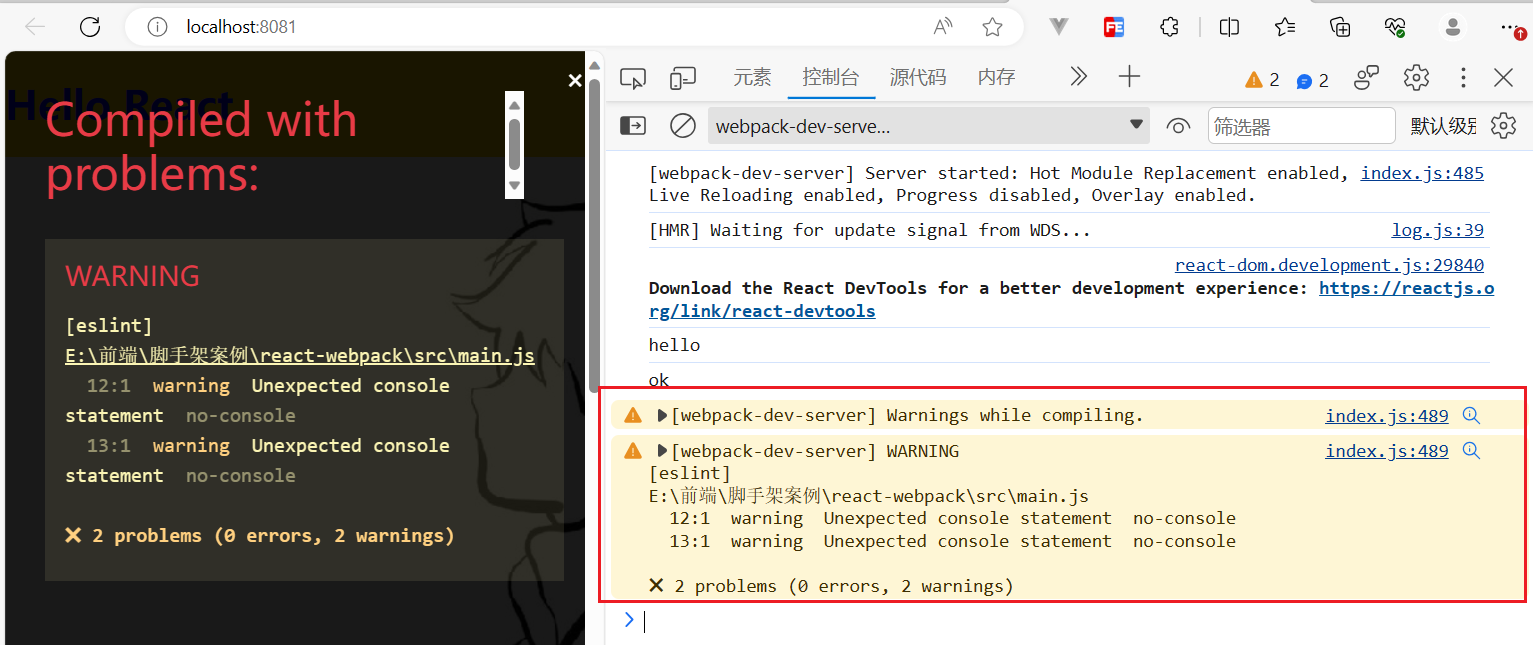 localhost:8081
Hello React
Compiled with
problems:
WARNING
[eslint]
E:\前端\脚手架案例\react-webpack\src\main.js
12:1 warning Unexpected console
statement no-console
13:1 warning Unexpected console
statement no-console
✕ 2 problems (0 errors, 2 warnings)
元素 控制台 源代码 内存 2 2
webpack-dev-serve... 筛选器 默认级别
[webpack-dev-server] Server started: Hot Module Replacement enabled, index.js:485
Live Reloading enabled, Progress disabled, Overlay enabled.
[HMR] Waiting for update signal from WDS... log.js:39
react-dom.development.js:29840
Download the React DevTools for a better development experience: https://reactjs.o
rg/link/react-devtools
hello
ok
[webpack-dev-server] Warnings while compiling. index.js:489
[webpack-dev-server] WARNING index.js:489
[eslint]
E:\前端\脚手架案例\react-webpack\src\main.js
12:1 warning Unexpected console statement no-console
13:1 warning Unexpected console statement no-console
✕ 2 problems (0 errors, 2 warnings)